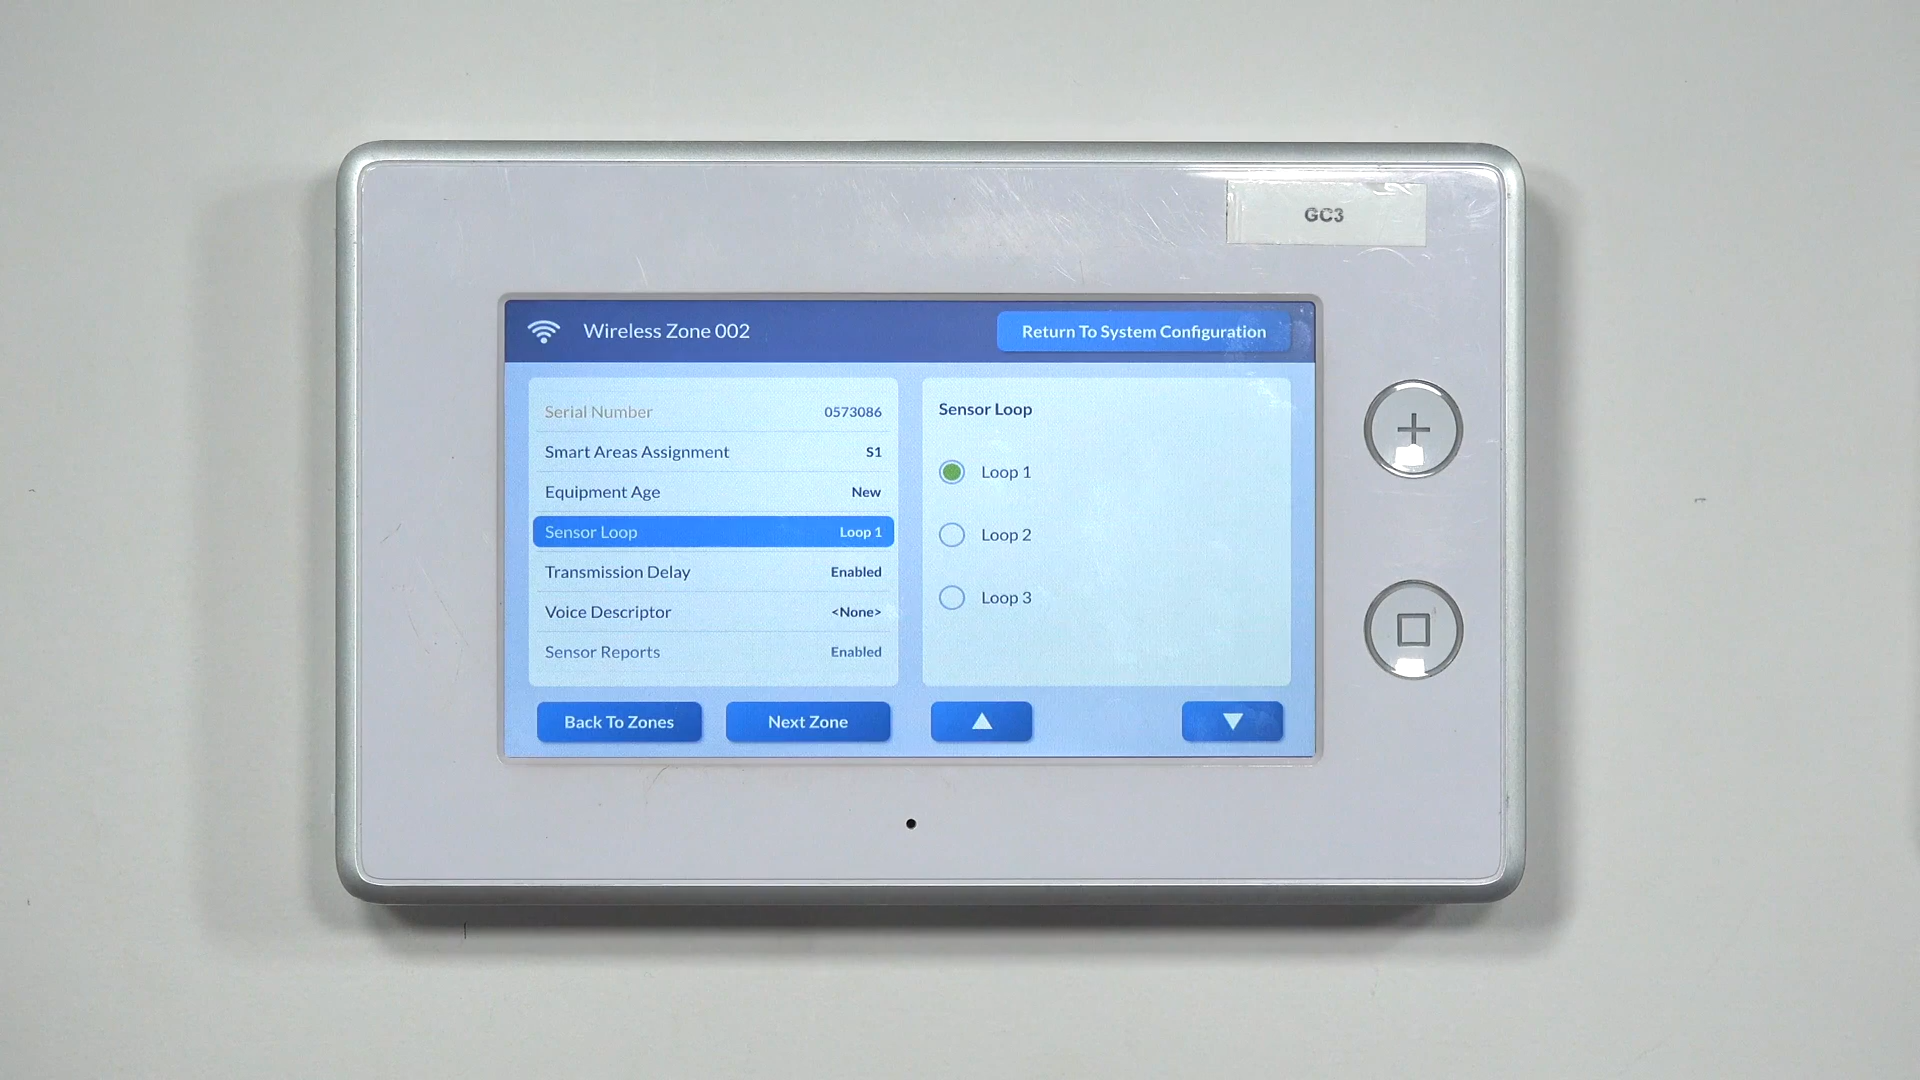 GC3
Wireless Zone 002
Return To System Configuration
Serial Number 0573086
Smart Areas Assignment S1
Equipment Age New
Sensor Loop Loop 1
Transmission Delay Enabled
Voice Descriptor <None>
Sensor Reports Enabled
Sensor Loop
Loop 1
Loop 2
Loop 3
Back To Zones
Next Zone